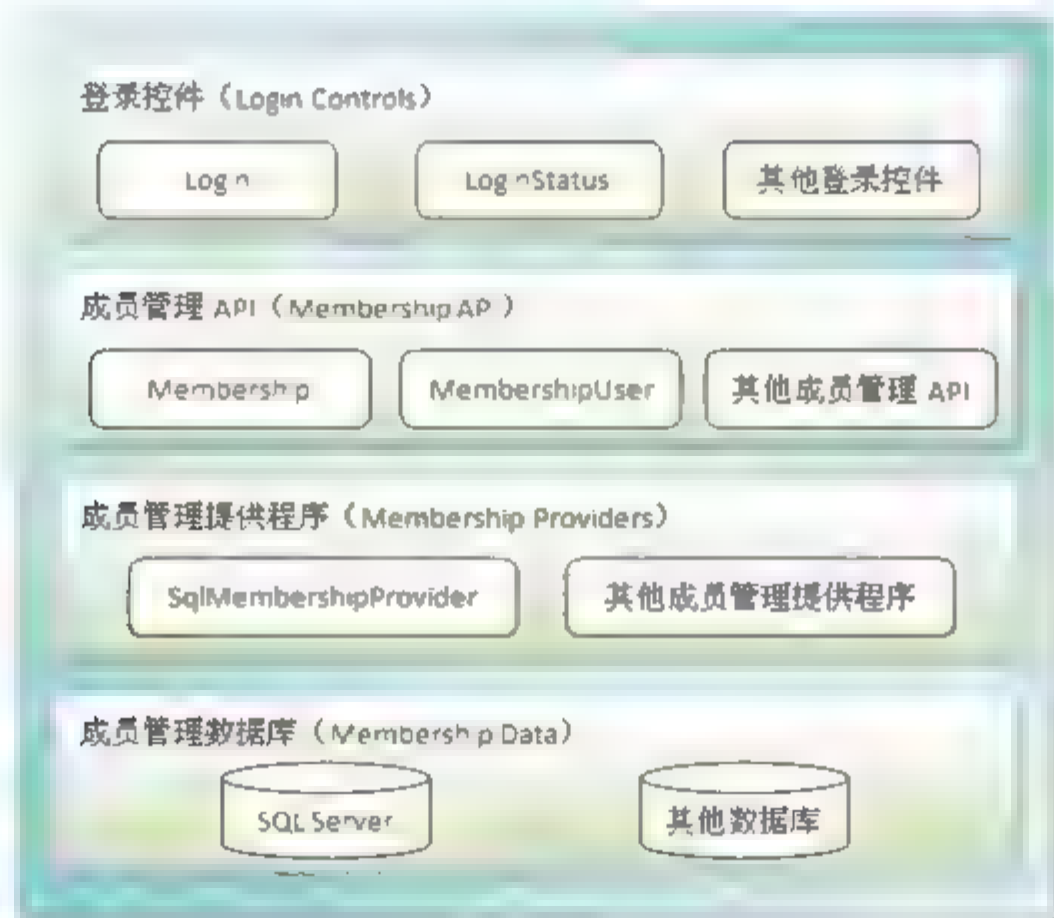 登录控件（Login Controls）
Login
LoginStatus
其他登录控件
成员管理 API（Membership API）
Membership
MembershipUser
其他成员管理 API
成员管理提供程序（Membership Providers）
SqlMembershipProvider
其他成员管理提供程序
成员管理数据库（Membership Data）
SQL Server
其他数据库